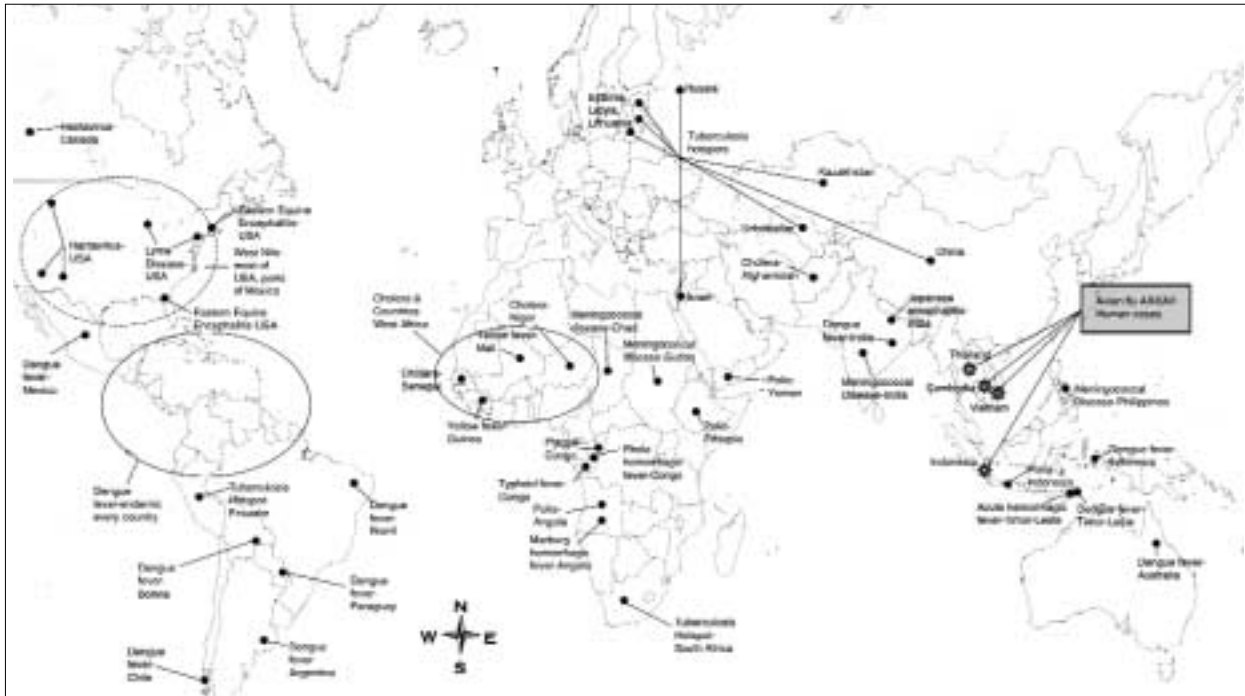 Hantavirus-
Canada
Hantavirus-
USA
Lyme
Disease-
USA
Eastern Equine
Encephalitis-
USA
West Nile-
most of
USA, parts
of Mexico
Eastern Equine
Encephalitis-USA
Dengue
fever-
Mexico
Dengue
fever-endemic
every country
Tuberculosis
Hotspot
Dengue
fever-
Brazil
Dengue
fever-
Dengue
fever-
Paraguay
Dengue
fever-
Argentina
Dengue
fever-
Chile
N
W
E
S
Cholera
Countries
West Africa
Cholera-
Niger
Yellow fever-
Mali
Cholera-
Senegal
Yellow fever-
Guinea
Meningococcal
disease-Chad
Meningococcal
disease-Sudan
Polio-
Yemen
Polio-
Ethiopia
Plague-
Congo
hemorrhagic
fever-Congo
Typhoid fever-
Congo
Polio-
Angola
Marburg
hemorrhagic
fever-Angola
Tuberculosis
Hotspot-
South Africa
Lithuania
Russia
Tuberculosis
hotspots
Kazakhstan
Uzbekistan
China
Israel
Cholera-
Afghanistan
Japanese
encephalitis-
India
Dengue
fever-India
Meningococcal
Disease-India
Avian flu
Human cases
Thailand
Cambodia
Vietnam
Indonesia
Meningococcal
Disease-Philippines
Dengue fever-
Indonesia
Polio-
Indonesia
Acute hemorrhagic
fever-Timor-Leste
Dengue fever-
Timor-Leste
Dengue fever-
Australia